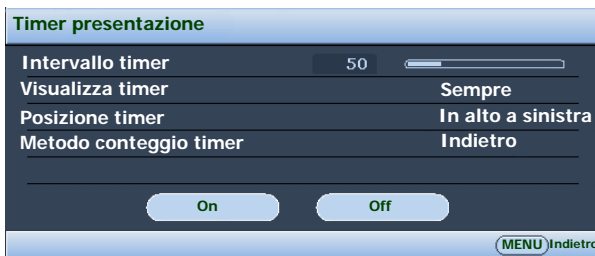 Timer presentazione
Intervallo timer 50
Visualizza timer Sempre
Posizione timer In alto a sinistra
Metodo conteggio timer Indietro
On Off
MENU Indietro